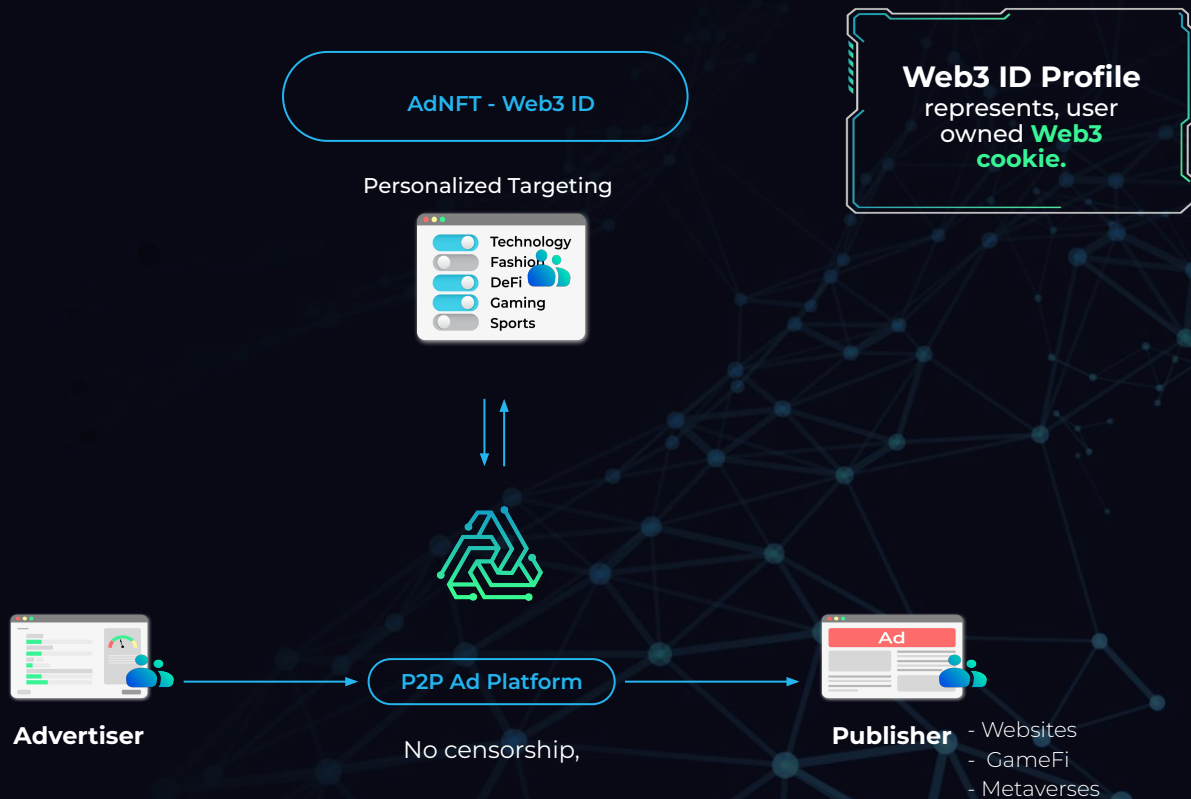 AdNFT - Web3 ID
Web3 ID Profile
represents, user
owned Web3
cookie.
Personalized Targeting
Technology
Fashion
DeFi
Gaming
Sports
Ad
P2P Ad Platform
Advertiser
No censorship,
Publisher
- Websites
- GameFi
- Metaverses